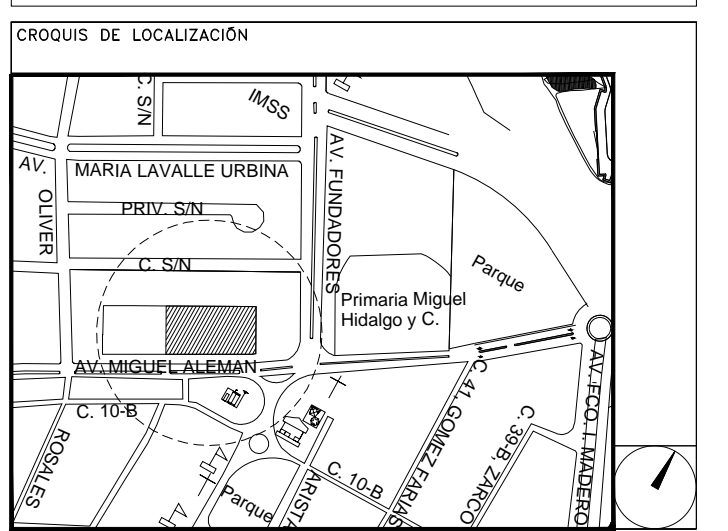 CROQUIS DE LOCALIZACIÓN
C. S/N
IMSS
AV.
OLIVER
MARIA LAVALLE URBINA
AV. FUNDADORES
PRIV. S/N
C. S/N
Parque
Primaria Miguel
Hidalgo y C.
AV. MIGUEL ALEMAN
C. 10-B
ROSALES
Parque
ARISTA
C. 10-B
C. 41, GOMEZ FARIAS
C. 39-B, ZARCO
AV. FCO. I. MADERO